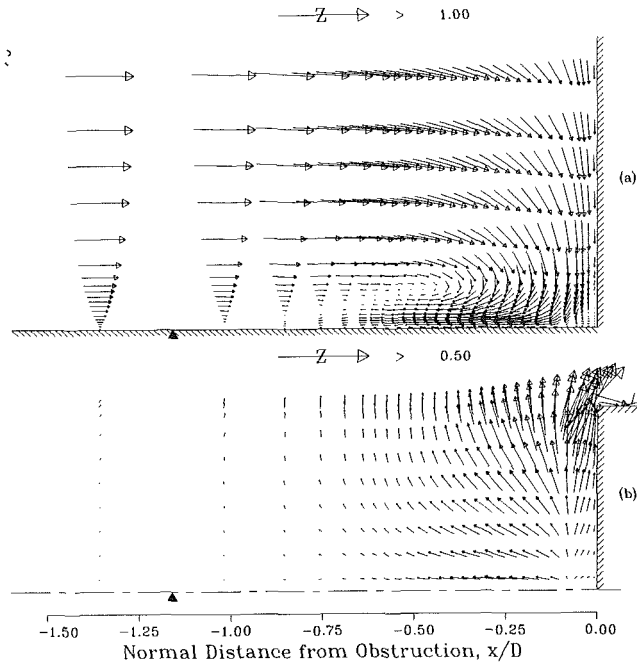 Z > 1.00
(a)
Z > 0.50
(b)
-1.50 -1.25 -1.00 -0.75 -0.50 -0.25 0.00
Normal Distance from Obstruction, x/D